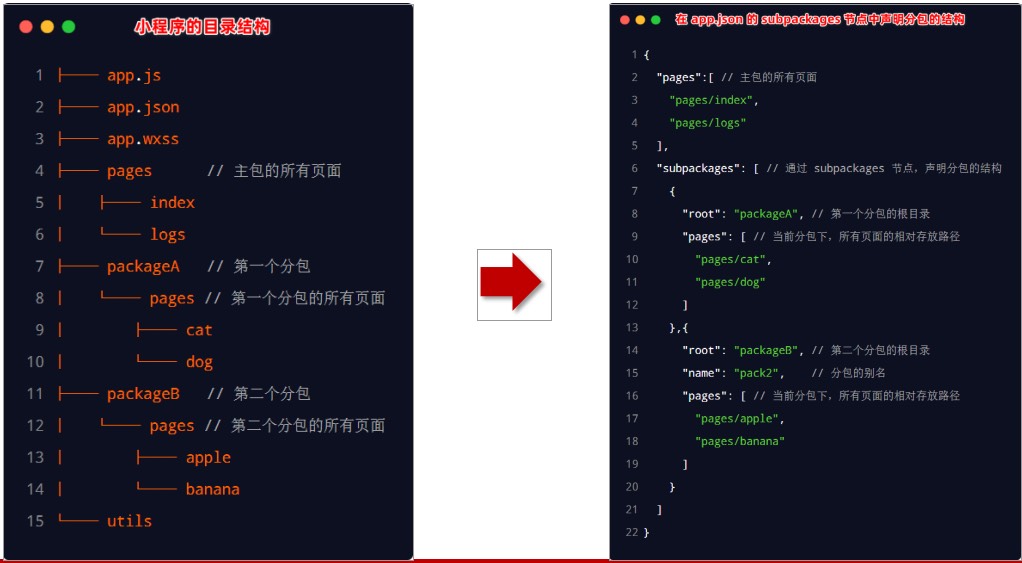 小程序的目录结构
1 ├── app.js
2 ├── app.json
3 ├── app.wxss
4 ├── pages // 主包的所有页面
5 │ ├── index
6 │ └── logs
7 ├── packageA // 第一个分包
8 │ └── pages // 第一个分包的所有页面
9 │ ├── cat
10 │ └── dog
11 ├── packageB // 第二个分包
12 │ └── pages // 第二个分包的所有页面
13 │ ├── apple
14 │ └── banana
15 └── utils
在 app.json 的 subpackages 节点中声明分包的结构
1 {
2 "pages":[ // 主包的所有页面
3 "pages/index",
4 "pages/logs"
5 ],
6 "subpackages": [ // 通过 subpackages 节点，声明分包的结构
7 {
8 "root": "packageA", // 第一个分包的根目录
9 "pages": [ // 当前分包下，所有页面的相对存放路径
10 "pages/cat",
11 "pages/dog"
12 ]
13 },{
14 "root": "packageB", // 第二个分包的根目录
15 "name": "pack2", // 分包的别名
16 "pages": [ // 当前分包下，所有页面的相对存放路径
17 "pages/apple",
18 "pages/banana"
19 ]
20 }
21 ]
22 }